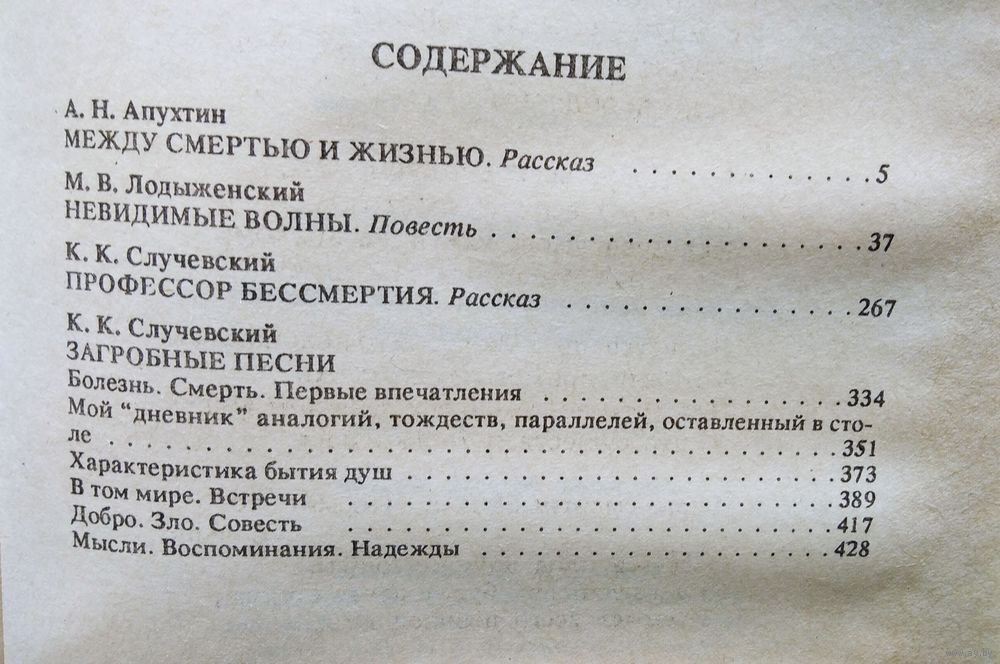 СОДЕРЖАНИЕ
А. Н. Апухтин
МЕЖДУ СМЕРТЬЮ И ЖИЗНЬЮ. Рассказ . . . . . . . . . . . . 5
М. В. Лодыженский
НЕВИДИМЫЕ ВОЛНЫ. Повесть . . . . . . . . . . . . . . . . . . . 37
К. К. Случевский
ПРОФЕССОР БЕССМЕРТИЯ. Рассказ . . . . . . . . . . . . . . . 267
К. К. Случевский
ЗАГРОБНЫЕ ПЕСНИ
Болезнь. Смерть. Первые впечатления . . . . . . . . . . . . . . . . 334
Мой “дневник” аналогий, тождеств, параллелей, оставленный в сто-
ле . . . . . . . . . . . . . . . . . . . . . . . . . . . . . . . . . . . . . . . . 351
Характеристика бытия душ . . . . . . . . . . . . . . . . . . . . . . . 373
В том мире. Встречи . . . . . . . . . . . . . . . . . . . . . . . . . . 389
Добро. Зло. Совесть . . . . . . . . . . . . . . . . . . . . . . . . . . 417
Мысли. Воспоминания. Надежды . . . . . . . . . . . . . . . . . . . 428